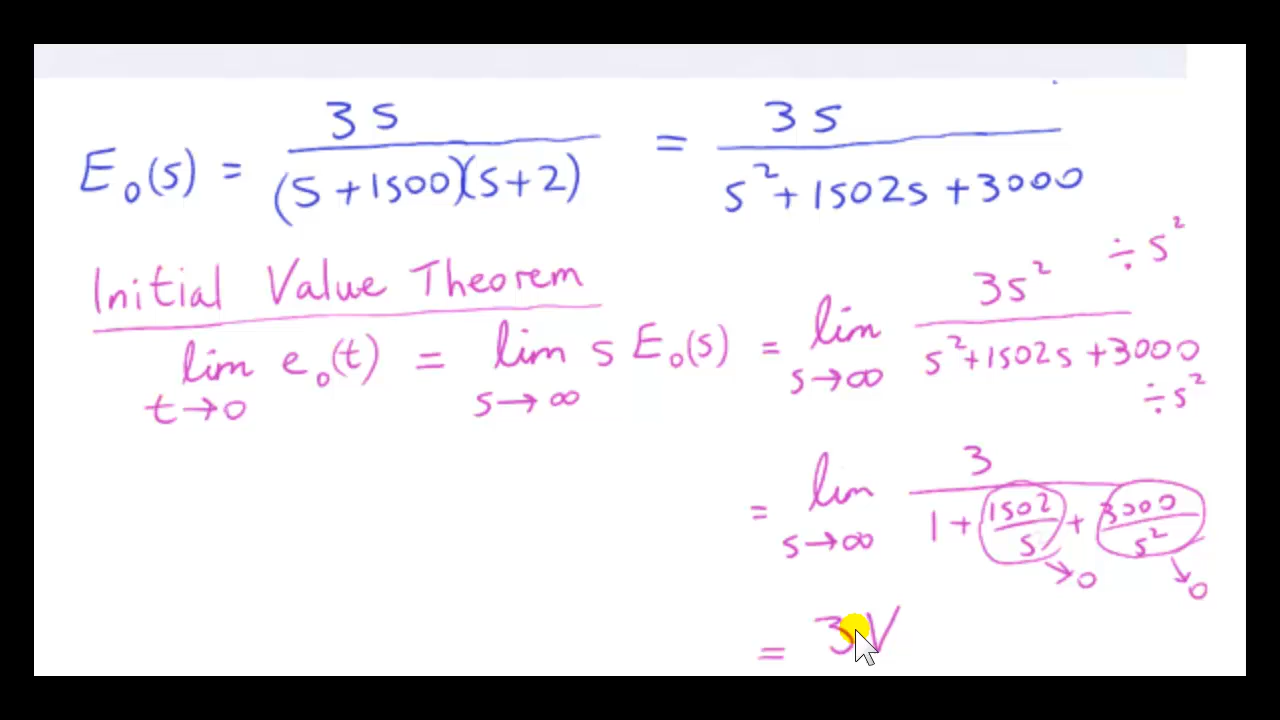 E₀(s) = 3s / (s+1500)(s+2) = 3s / s²+1502s+3000
Initial Value Theorem
lim t→0 e₀(t) = lim s→∞ s E₀(s) = lim s→∞ 3s² / s²+1502s+3000 ÷s² ÷s²
= lim s→∞ 3 / 1 + 1502/s + 3000/s² →0 →0
= 3V